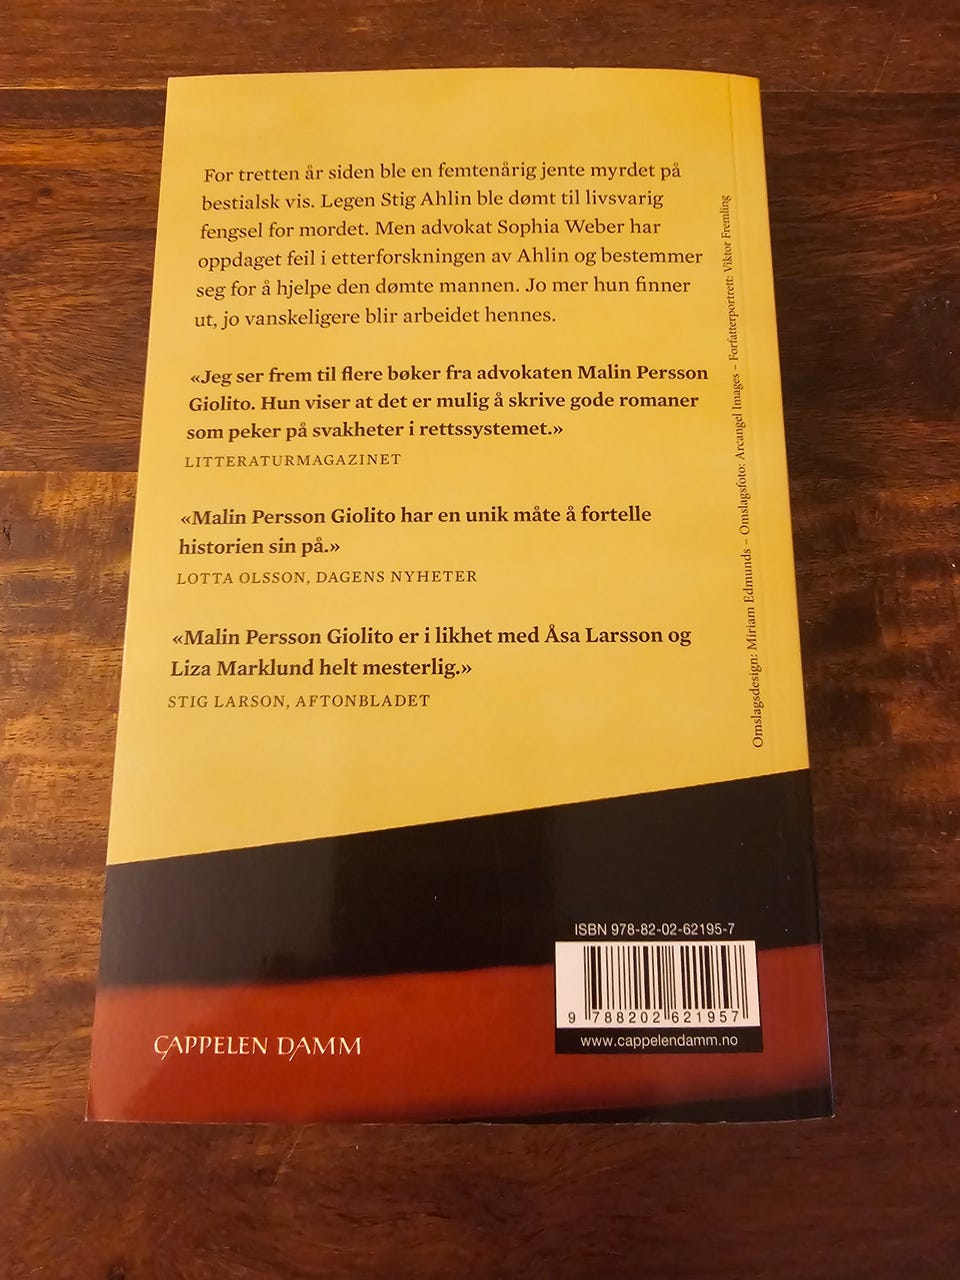 For tretten år siden ble en femtenårig jente myrdet på
bestialsk vis. Legen Stig Ahlin ble dømt til livsvarig
fengsel for mordet. Men advokat Sophia Weber har
oppdaget feil i etterforskningen av Ahlin og bestemmer
seg for å hjelpe den dømte mannen. Jo mer hun finner
ut, jo vanskeligere blir arbeidet hennes.
«Jeg ser frem til flere bøker fra advokaten Malin Persson
Giolito. Hun viser at det er mulig å skrive gode romaner
som peker på svakheter i rettssystemet.»
LITTERATURMAGAZINET
«Malin Persson Giolito har en unik måte å fortelle
historien sin på.»
LOTTA OLSSON, DAGENS NYHETER
«Malin Persson Giolito er i likhet med Åsa Larsson og
Liza Marklund helt mesterlig.»
STIG LARSON, AFTONBLADET
Omslagsdesign: Miriam Edmunds – Omslagsfoto: Arcangel Images – Forfatterportrett: Viktor Fremling
ISBN 978-82-02-62195-7
9 788202 621957
www.cappelendamm.no
CAPPELEN DAMM